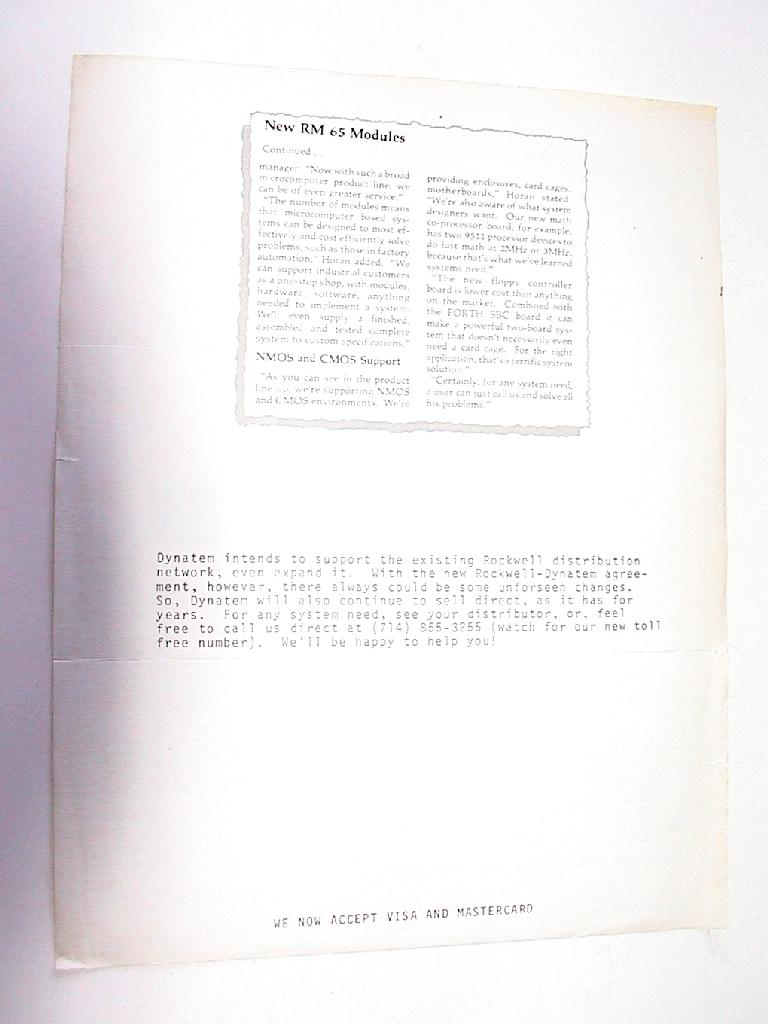 New RM 65 Modules
Continued . .
manager. "Now with such a broad
microcomputer product line, we
can be of even greater service."
"The number of modules means
that microcomputer based sys-
tems can be designed to most ef-
fectively and cost efficiently solve
problems, such as those in factory
automation," Horan added. "We
can support industrial customers
as a one-stop shop, with modules,
hardware, software, anything
needed to implement a system.
We'll even supply a finished,
assembled and tested complete
system to custom specifications."
NMOS and CMOS Support
"As you can see in the product
line up, we're supporting NMOS
and CMOS environments. We're
providing enclosures, card cages,
motherboards," Horan stated.
"We're also aware of what system
designers want. Our new math
co-processor board, for example,
has two 9511 processor devices to
do fast math at 2MHz or 3MHz,
because that's what we've learned
systems need."
"The new floppy controller
board is lower cost than anything
on the market. Combined with
the FORTH SBC board it can
make a powerful two-board sys-
tem that doesn't necessarily even
need a card cage. For the right
application, that's a terrific system
solution."
"Certainly, for any system need,
a user can just call us and solve all
his problems."
Dynatem intends to support the existing Rockwell distribution
network, even expand it. With the new Rockwell-Dynatem agree-
ment, however, there always could be some unforseen changes.
So, Dynatem will also continue to sell direct, as it has for
years. For any system need, see your distributor, or, feel
free to call us direct at (714) 855-3255 (watch for our new toll
free number). We'll be happy to help you!
WE NOW ACCEPT VISA AND MASTERCARD